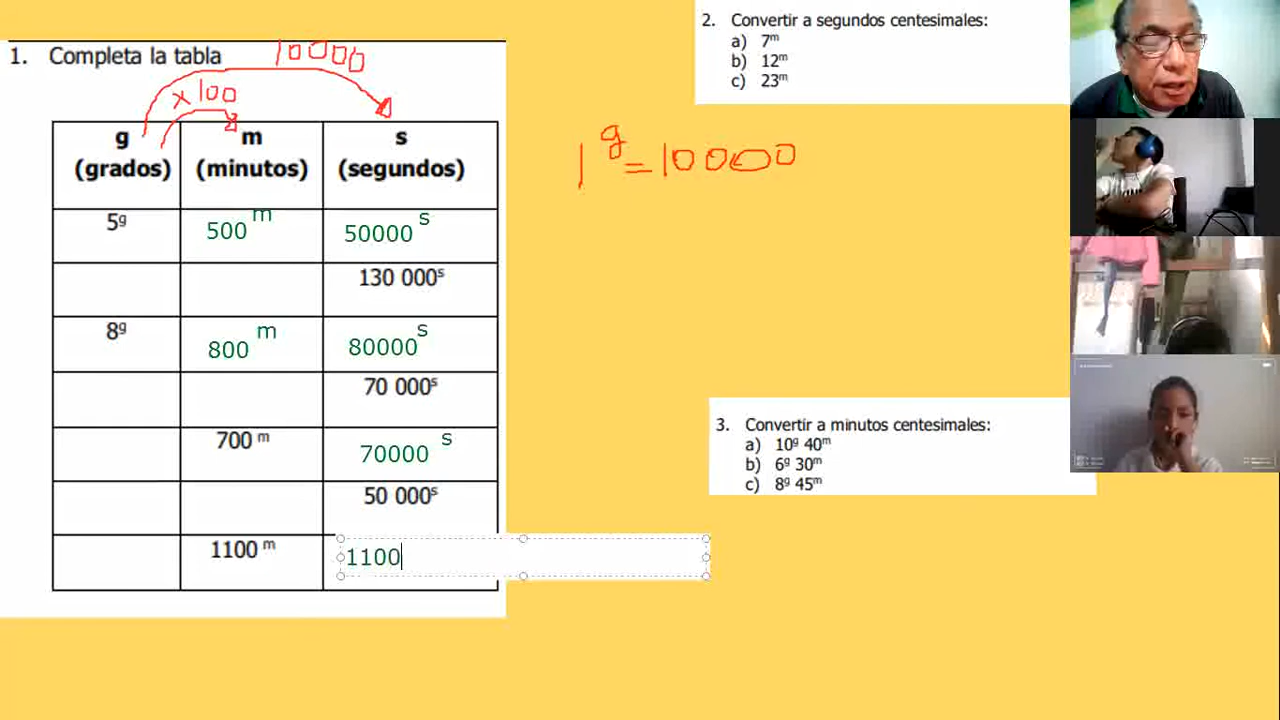 1. Completa la tabla
10000
x 100
g m s
(grados) (minutos) (segundos)
5g 500 m 50000 s
130 000s
8g 800 m 80000 s
70 000s
700 m 70000 s
50 000s
1100 m 1100
2. Convertir a segundos centesimales:
a) 7m
b) 12m
c) 23m
1g = 10000
3. Convertir a minutos centesimales:
a) 10g 40m
b) 6g 30m
c) 8g 45m